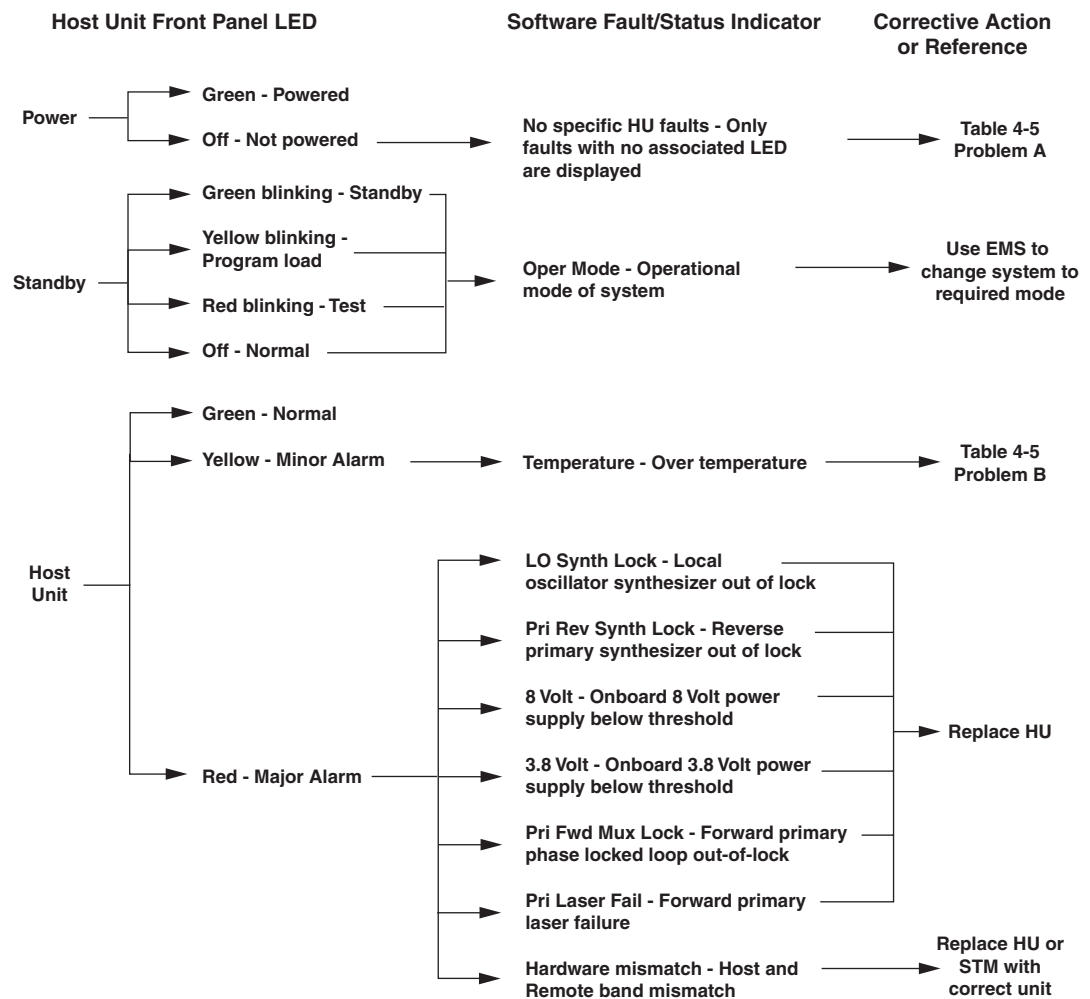 Host Unit Front Panel LED
Software Fault/Status Indicator
Corrective Action
or Reference
Power
Green - Powered
Off - Not powered
No specific HU faults - Only
faults with no associated LED
are displayed
Table 4-5
Problem A
Standby
Green blinking - Standby
Yellow blinking -
Program load
Red blinking - Test
Off - Normal
Oper Mode - Operational
mode of system
Use EMS to
change system to
required mode
Host
Unit
Green - Normal
Yellow - Minor Alarm
Temperature - Over temperature
Table 4-5
Problem B
Red - Major Alarm
LO Synth Lock - Local
oscillator synthesizer out of lock
Pri Rev Synth Lock - Reverse
primary synthesizer out of lock
8 Volt - Onboard 8 Volt power
supply below threshold
3.8 Volt - Onboard 3.8 Volt power
supply below threshold
Pri Fwd Mux Lock - Forward primary
phase locked loop out-of-lock
Pri Laser Fail - Forward primary
laser failure
Replace HU
Hardware mismatch - Host and
Remote band mismatch
Replace HU or
STM with
correct unit